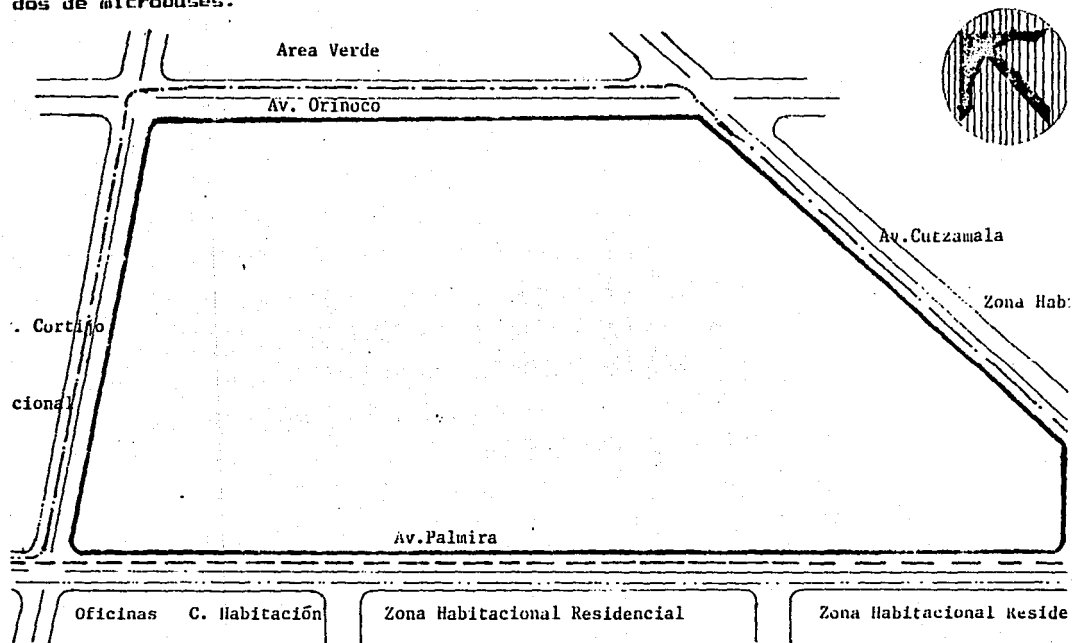 dos de microbuses.
Area Verde
Av. Orinoco
Av.Cutzamala
Zona Hab
. Cortijo
cional
Av.Palmira
Oficinas C. Habitación Zona Habitacional Residencial Zona Habitacional Reside